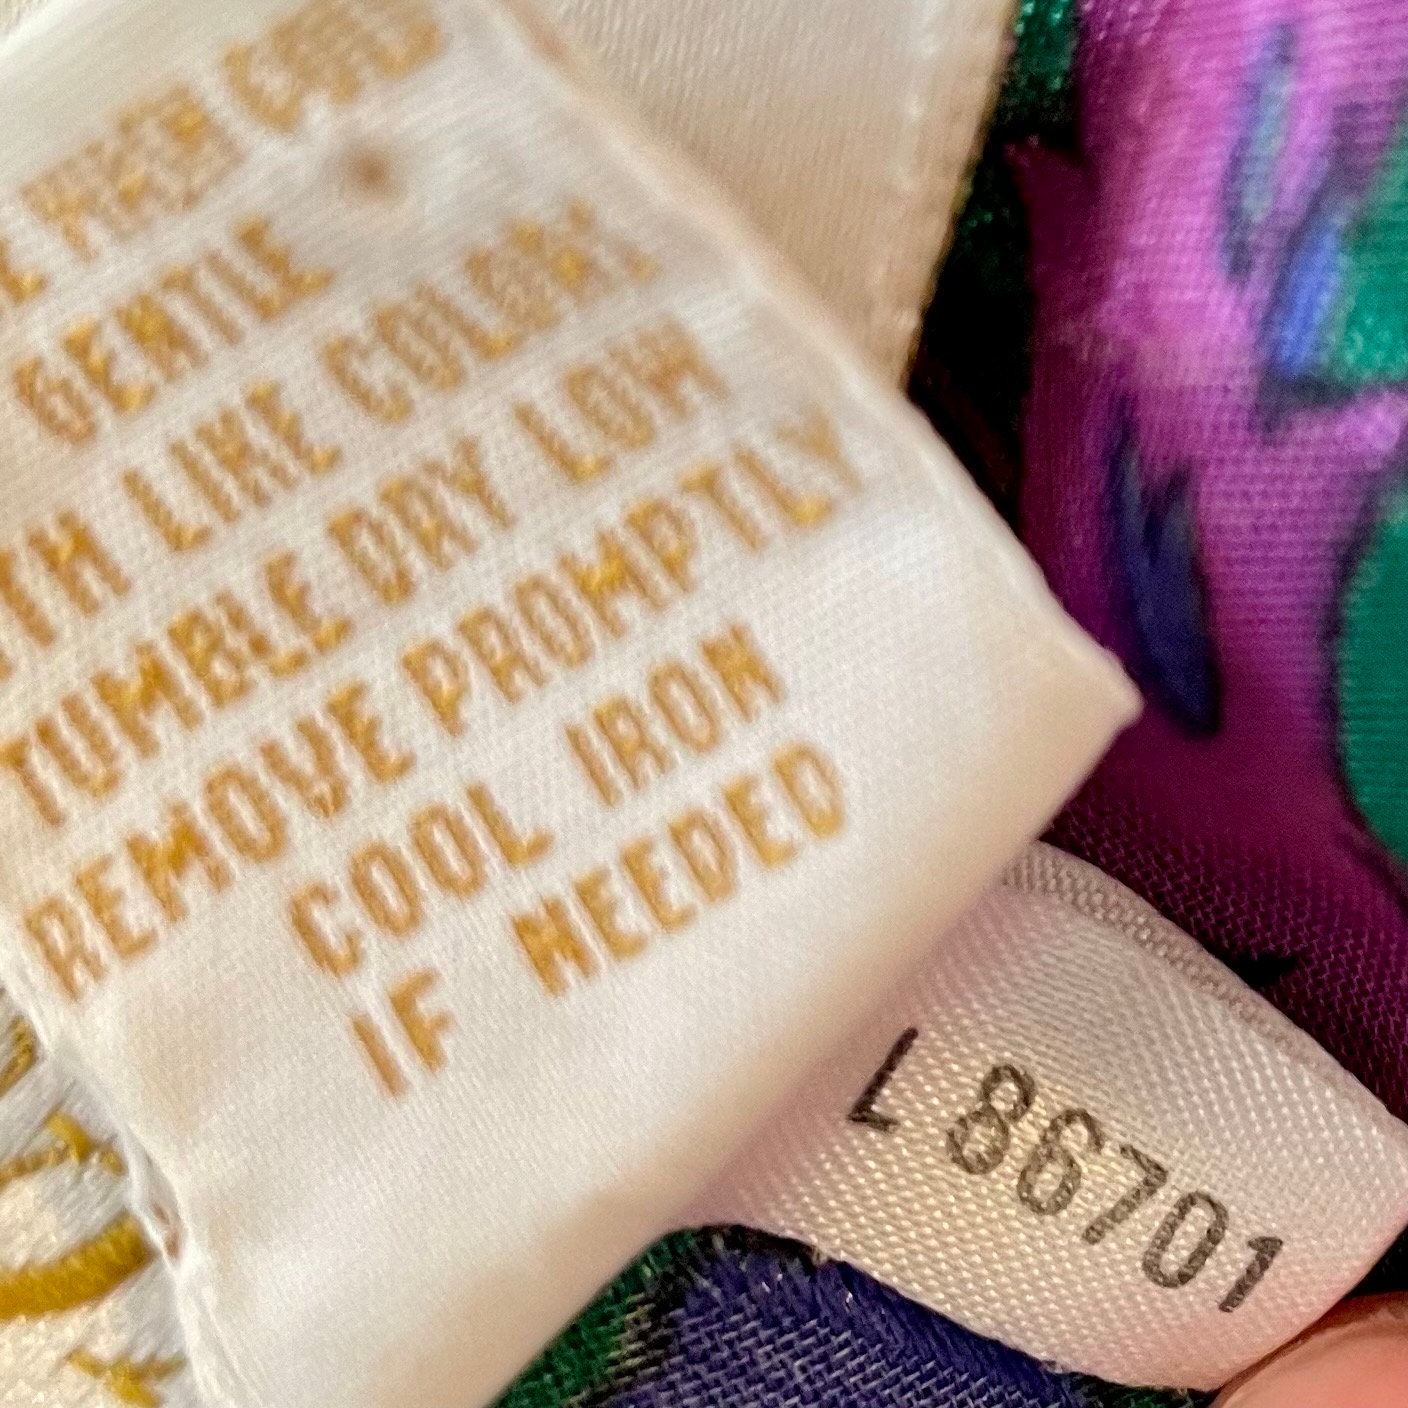 GENTLE
LIKE COLORS
TUMBLE DRY LOW
REMOVE PROMPTLY
COOL IRON
IF NEEDED
L 86701